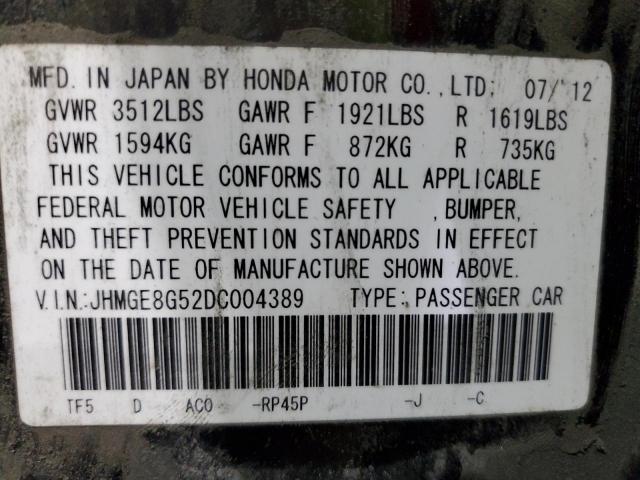 MFD. IN JAPAN BY HONDA MOTOR CO., LTD. 07/'12
GVWR 3512LBS GAWR F 1921LBS R 1619LBS
GVWR 1594KG GAWR F 872KG R 735KG
THIS VEHICLE CONFORMS TO ALL APPLICABLE
FEDERAL MOTOR VEHICLE SAFETY , BUMPER,
AND THEFT PREVENTION STANDARDS IN EFFECT
ON THE DATE OF MANUFACTURE SHOWN ABOVE.
V.I.N.:JHMGE8G52DC004389 TYPE: PASSENGER CAR
TF5 D AC0 -RP45P -J -C